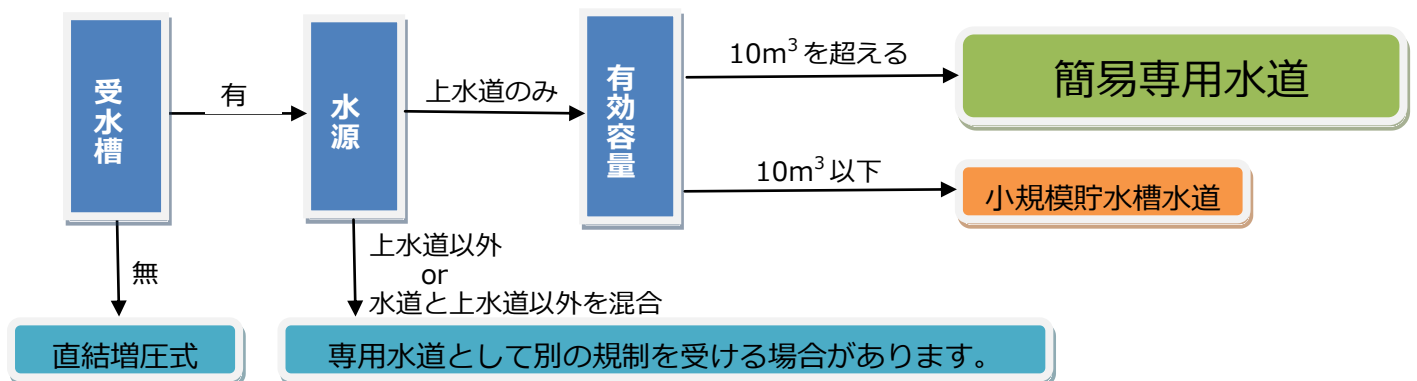 受水槽
有
水源
上水道のみ
有効容量
10m³を超える
簡易専用水道
10m³以下
小規模貯水槽水道
無
上水道以外
or
水道と上水道以外を混合
直結増圧式
専用水道として別の規制を受ける場合があります。